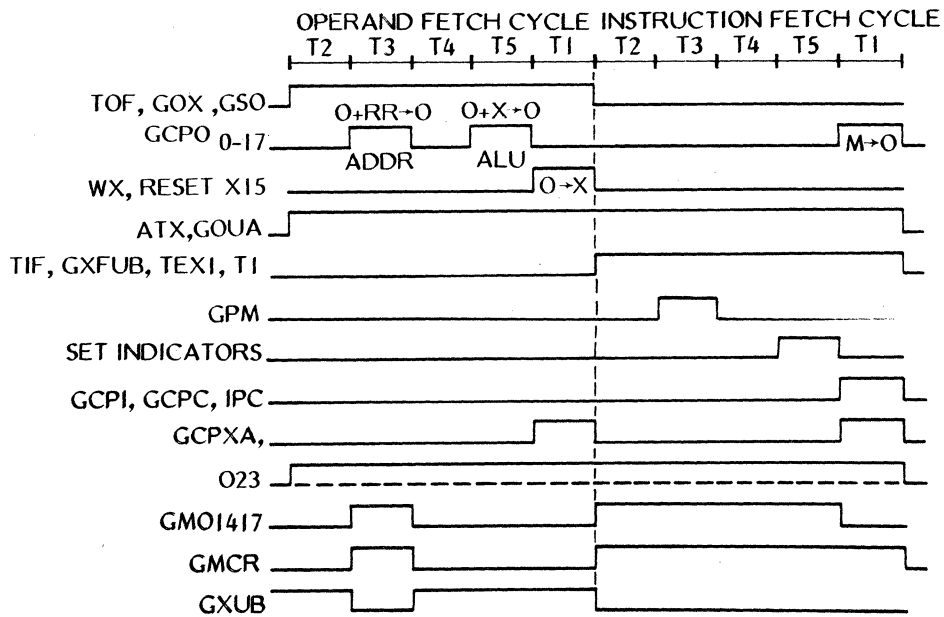 OPERAND FETCH CYCLE INSTRUCTION FETCH CYCLE
T2 T3 T4 T5 T1 T2 T3 T4 T5 T1
TOF, GOX ,GSO
O+RR→O O+X→O
GCPO 0-17
M→O
ADDR ALU
WX, RESET X15
O→X
ATX,GOUA
TIF, GXFUB, TEX1, T1
GPM
SET INDICATORS
GCP1, GCPC, IPC
GCPXA,
O23
GMO1417
GMCR
GXUB